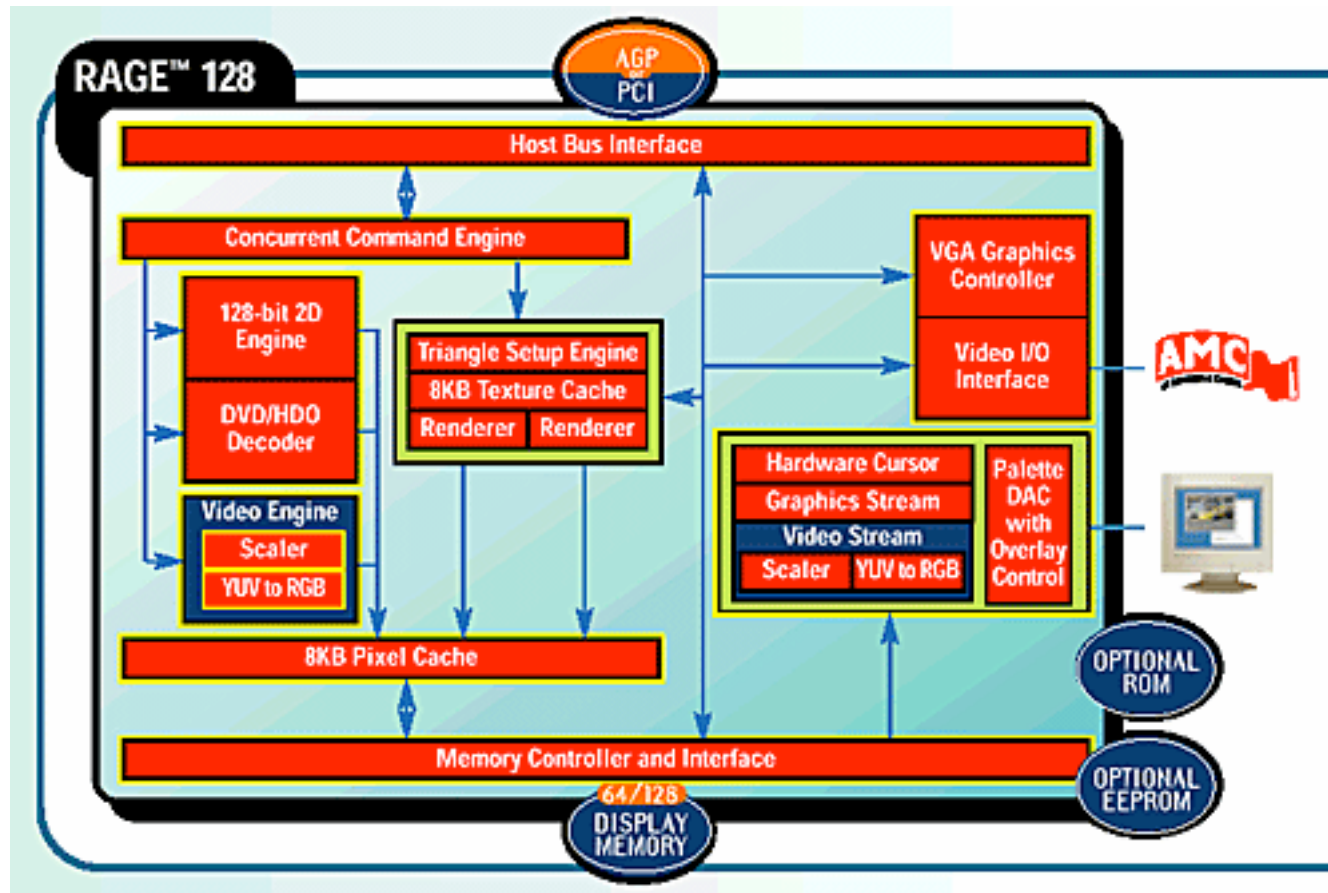 RAGE™ 128
AGP
or
PCI
Host Bus Interface
Concurrent Command Engine
128-bit 2D
Engine
DVD/HDO
Decoder
Video Engine
Scaler
YUV to RGB
Triangle Setup Engine
8KB Texture Cache
Renderer Renderer
VGA Graphics
Controller
Video I/O
Interface
AMC
Hardware Cursor
Graphics Stream
Video Stream
Scaler YUV to RGB
Palette
DAC
with
Overlay
Control
8KB Pixel Cache
OPTIONAL
ROM
Memory Controller and Interface
OPTIONAL
EEPROM
64/128
DISPLAY
MEMORY